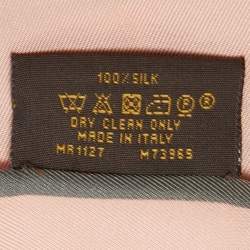 100% SILK
DRY CLEAN ONLY
MADE IN ITALY
MR1127 M73965